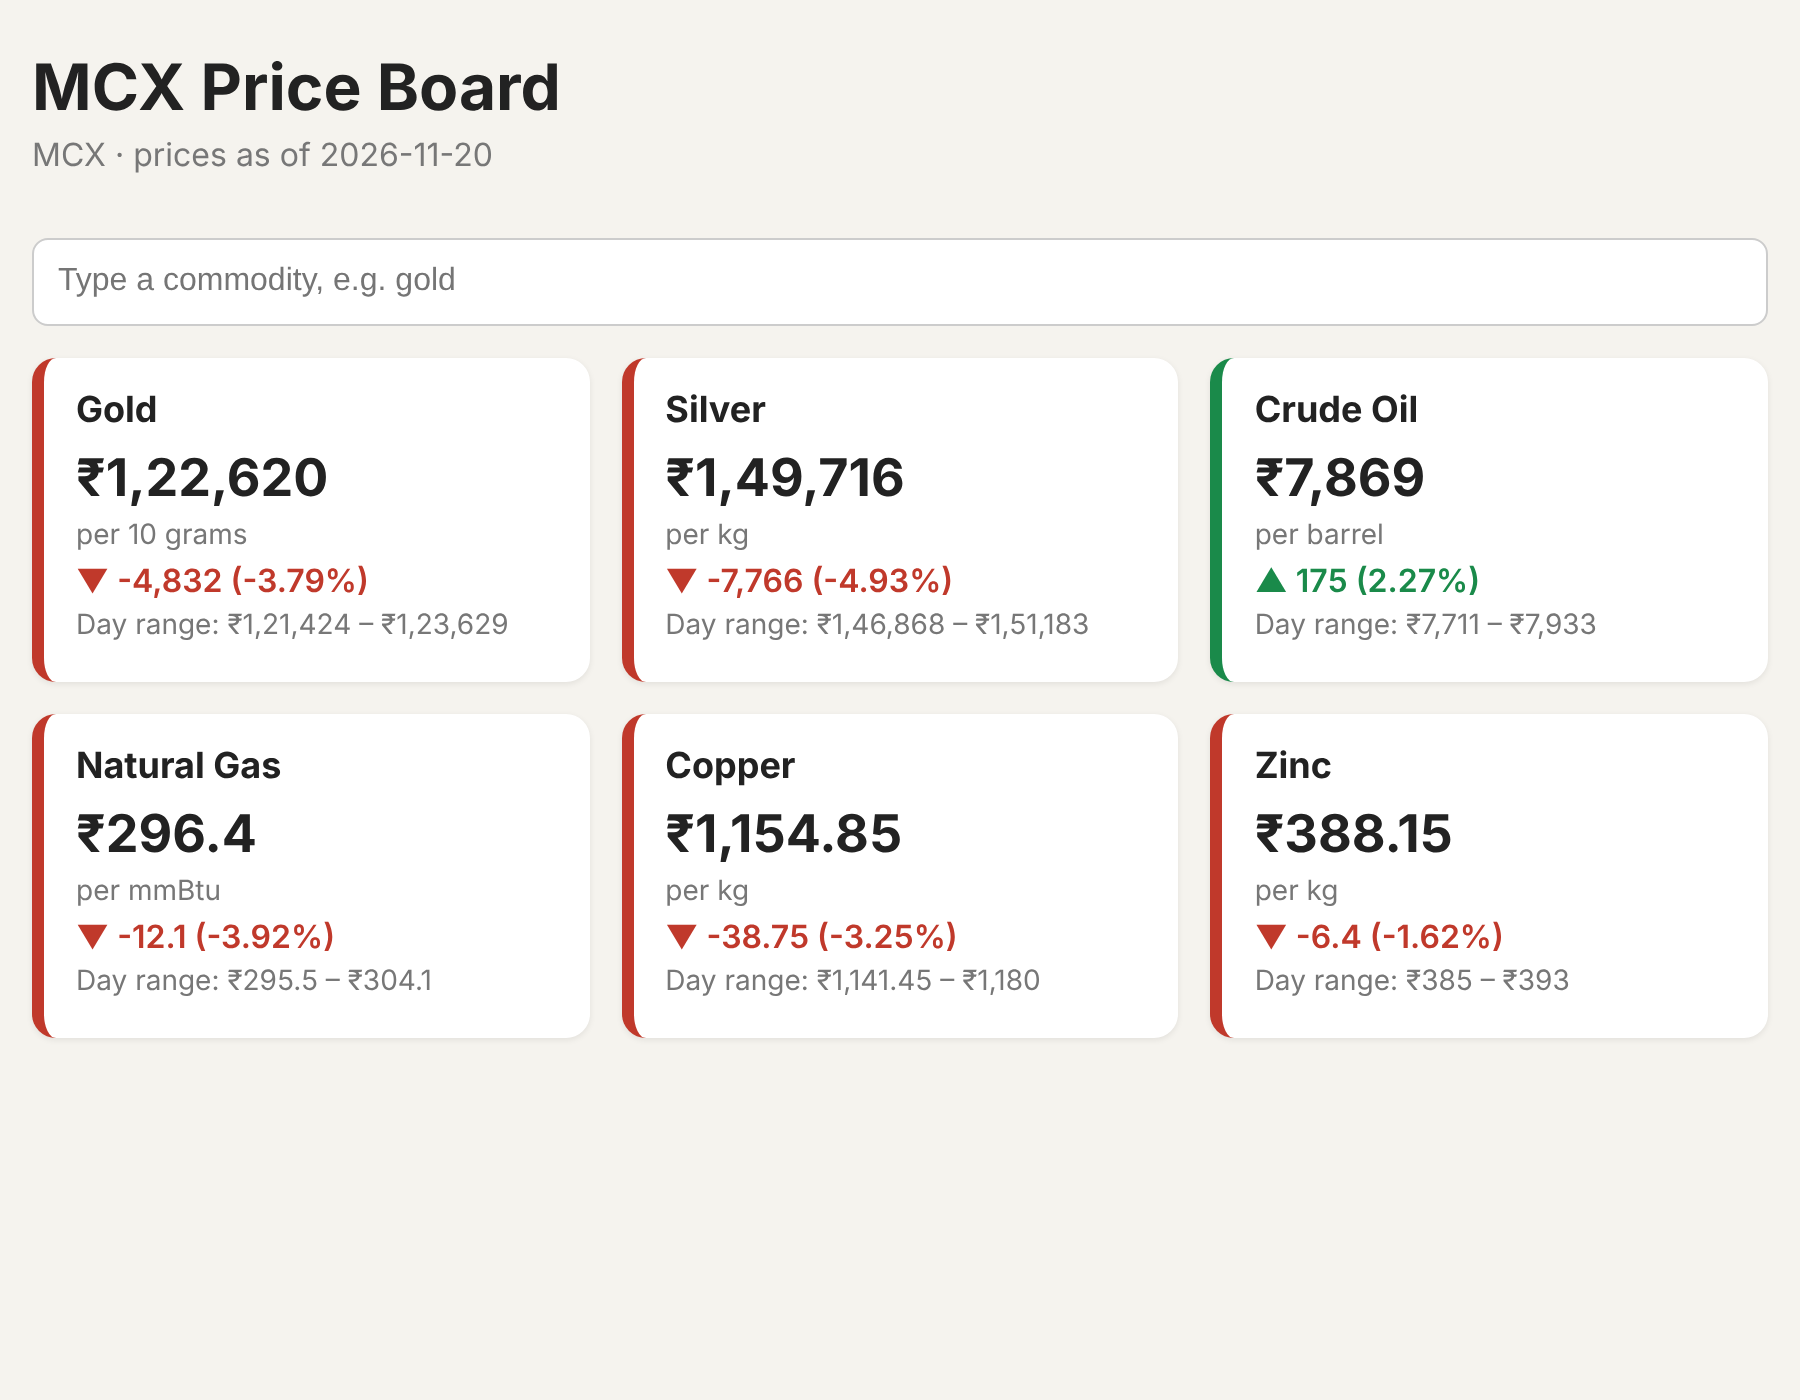 MCX Price Board
MCX · prices as of 2026-11-20
Type a commodity, e.g. gold
Gold
₹1,22,620
per 10 grams
▼ -4,832 (-3.79%)
Day range: ₹1,21,424 – ₹1,23,629
Silver
₹1,49,716
per kg
▼ -7,766 (-4.93%)
Day range: ₹1,46,868 – ₹1,51,183
Crude Oil
₹7,869
per barrel
▲ 175 (2.27%)
Day range: ₹7,711 – ₹7,933
Natural Gas
₹296.4
per mmBtu
▼ -12.1 (-3.92%)
Day range: ₹295.5 – ₹304.1
Copper
₹1,154.85
per kg
▼ -38.75 (-3.25%)
Day range: ₹1,141.45 – ₹1,180
Zinc
₹388.15
per kg
▼ -6.4 (-1.62%)
Day range: ₹385 – ₹393